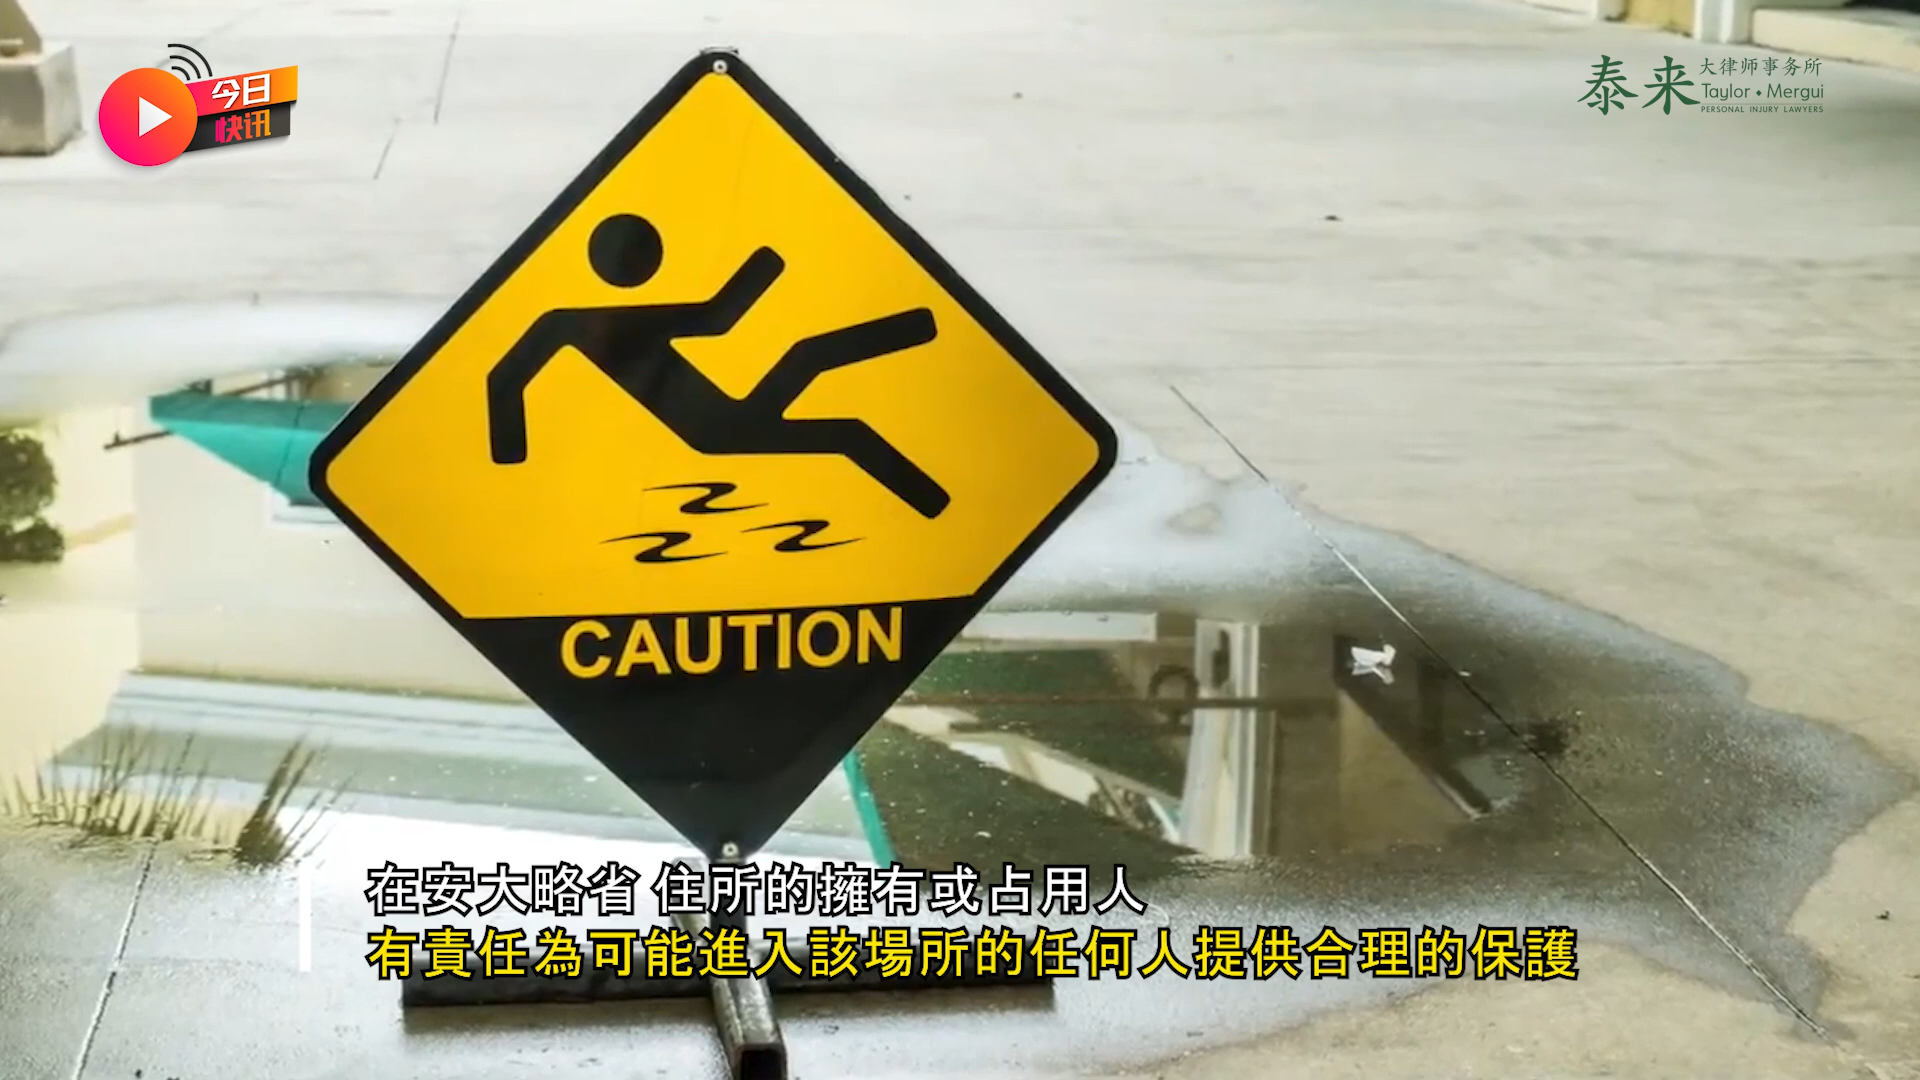 今日
快讯
泰来
大律师事务所
Taylor • Mergui
PERSONAL INJURY LAWYERS
CAUTION
在安大略省 住所的擁有或占用人
有責任為可能進入該場所的任何人提供合理的保護